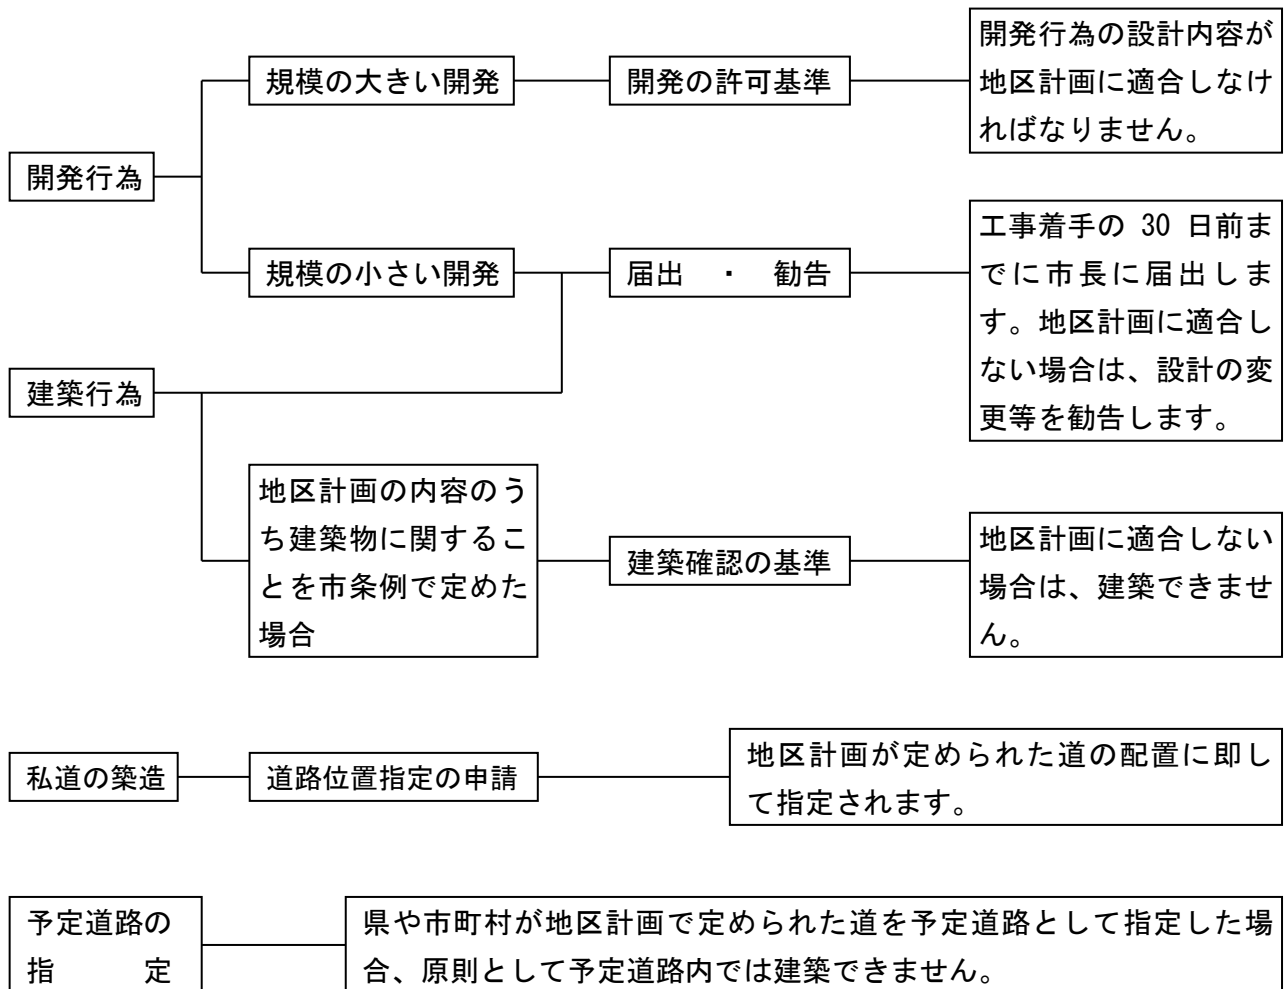 規模の大きい開発
開発の許可基準
開発行為の設計内容が
地区計画に適合しなけ
ればなりません。
開発行為
規模の小さい開発
届出 ・ 勧告
工事着手の 30 日前ま
でに市長に届出しま
す。地区計画に適合し
ない場合は、設計の変
更等を勧告します。
建築行為
地区計画の内容のう
ち建築物に関するこ
とを市条例で定めた
場合
建築確認の基準
地区計画に適合しない
場合は、建築できませ
ん。
私道の築造
道路位置指定の申請
地区計画が定められた道の配置に即し
て指定されます。
予定道路の
指 定
県や市町村が地区計画で定められた道を予定道路として指定した場
合、原則として予定道路内では建築できません。